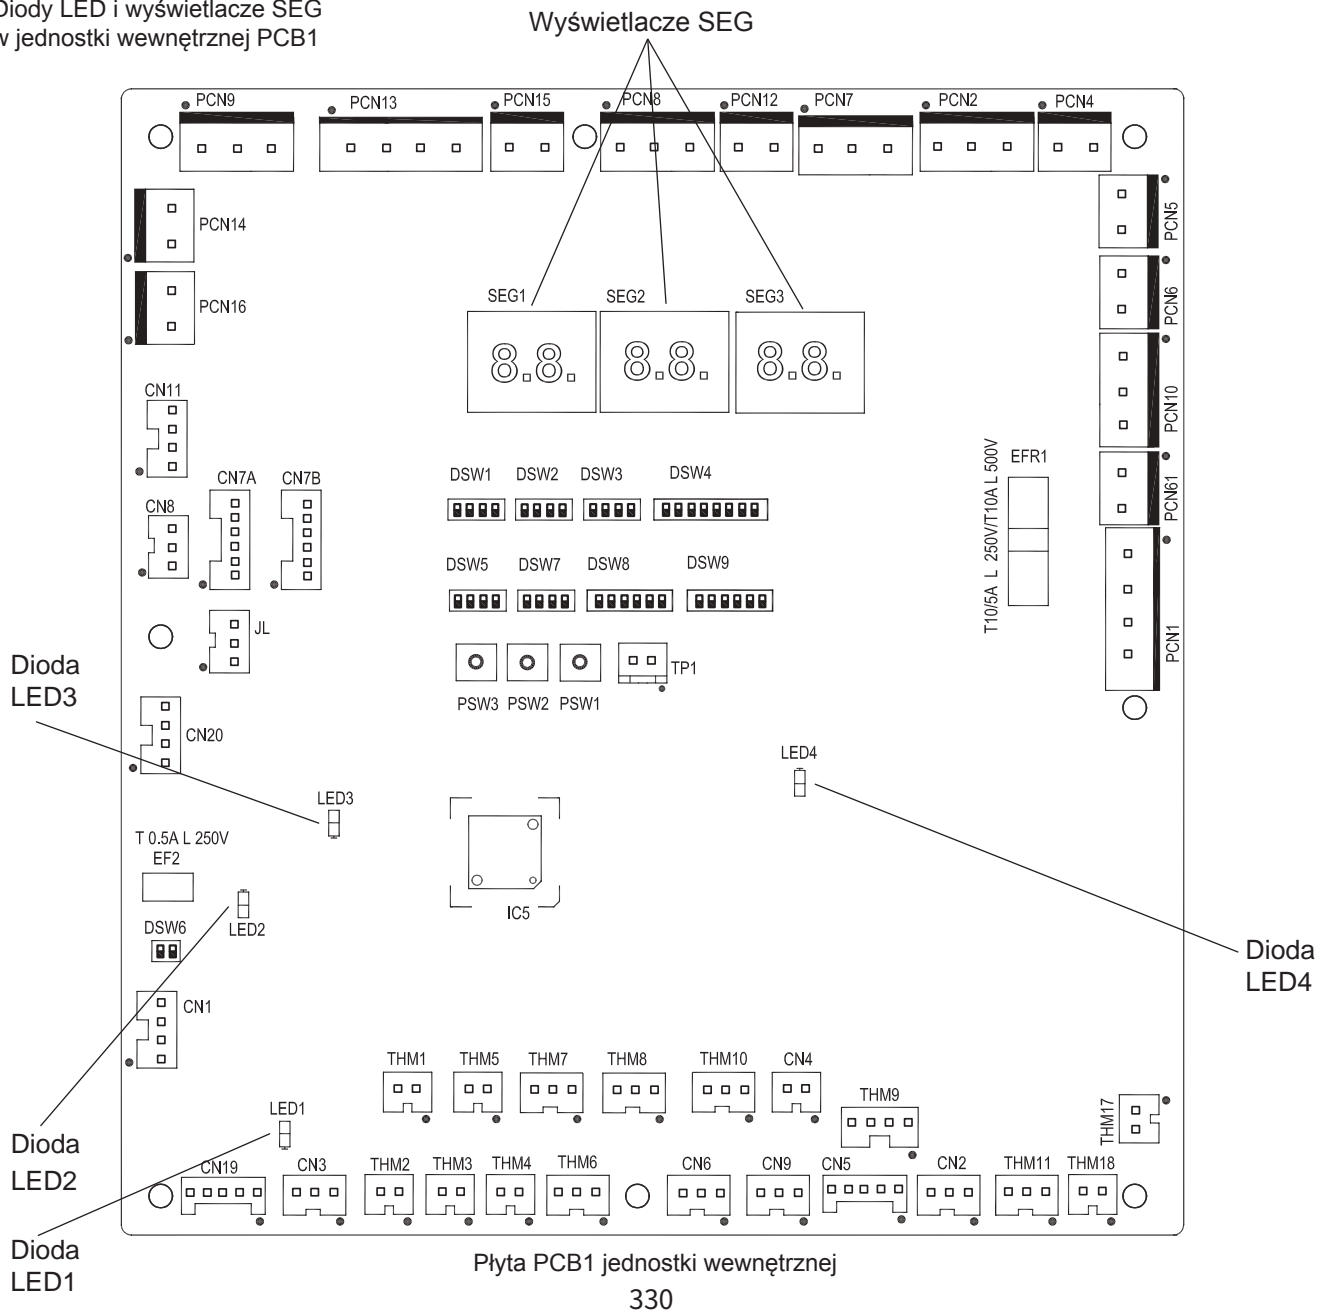 Diody LED i wyświetlacze SEG
w jednostki wewnętrznej PCB1
Wyświetlacze SEG
PCN9
PCN13
PCN15
PCN8
PCN12
PCN7
PCN2
PCN4
PCN14
PCN5
PCN16
PCN6
SEG1
SEG2
SEG3
8.8.
8.8.
8.8.
CN11
PCN10
CN7A
CN7B
DSW1
DSW2
DSW3
DSW4
EFR1
T10/5A L 250V/T10A L 500V
PCN61
CN8
DSW5
DSW7
DSW8
DSW9
JL
TP1
PCN1
PSW3
PSW2
PSW1
Dioda
LED3
CN20
LED4
LED3
T 0.5A L 250V
EF2
IC5
LED2
DSW6
Dioda
LED4
CN1
THM1
THM5
THM7
THM8
THM10
CN4
THM9
THM17
LED1
Dioda
LED2
CN19
CN3
THM2
THM3
THM4
THM6
CN6
CN9
CN5
CN2
THM11
THM18
Dioda
LED1
Płyta PCB1 jednostki wewnętrznej
330